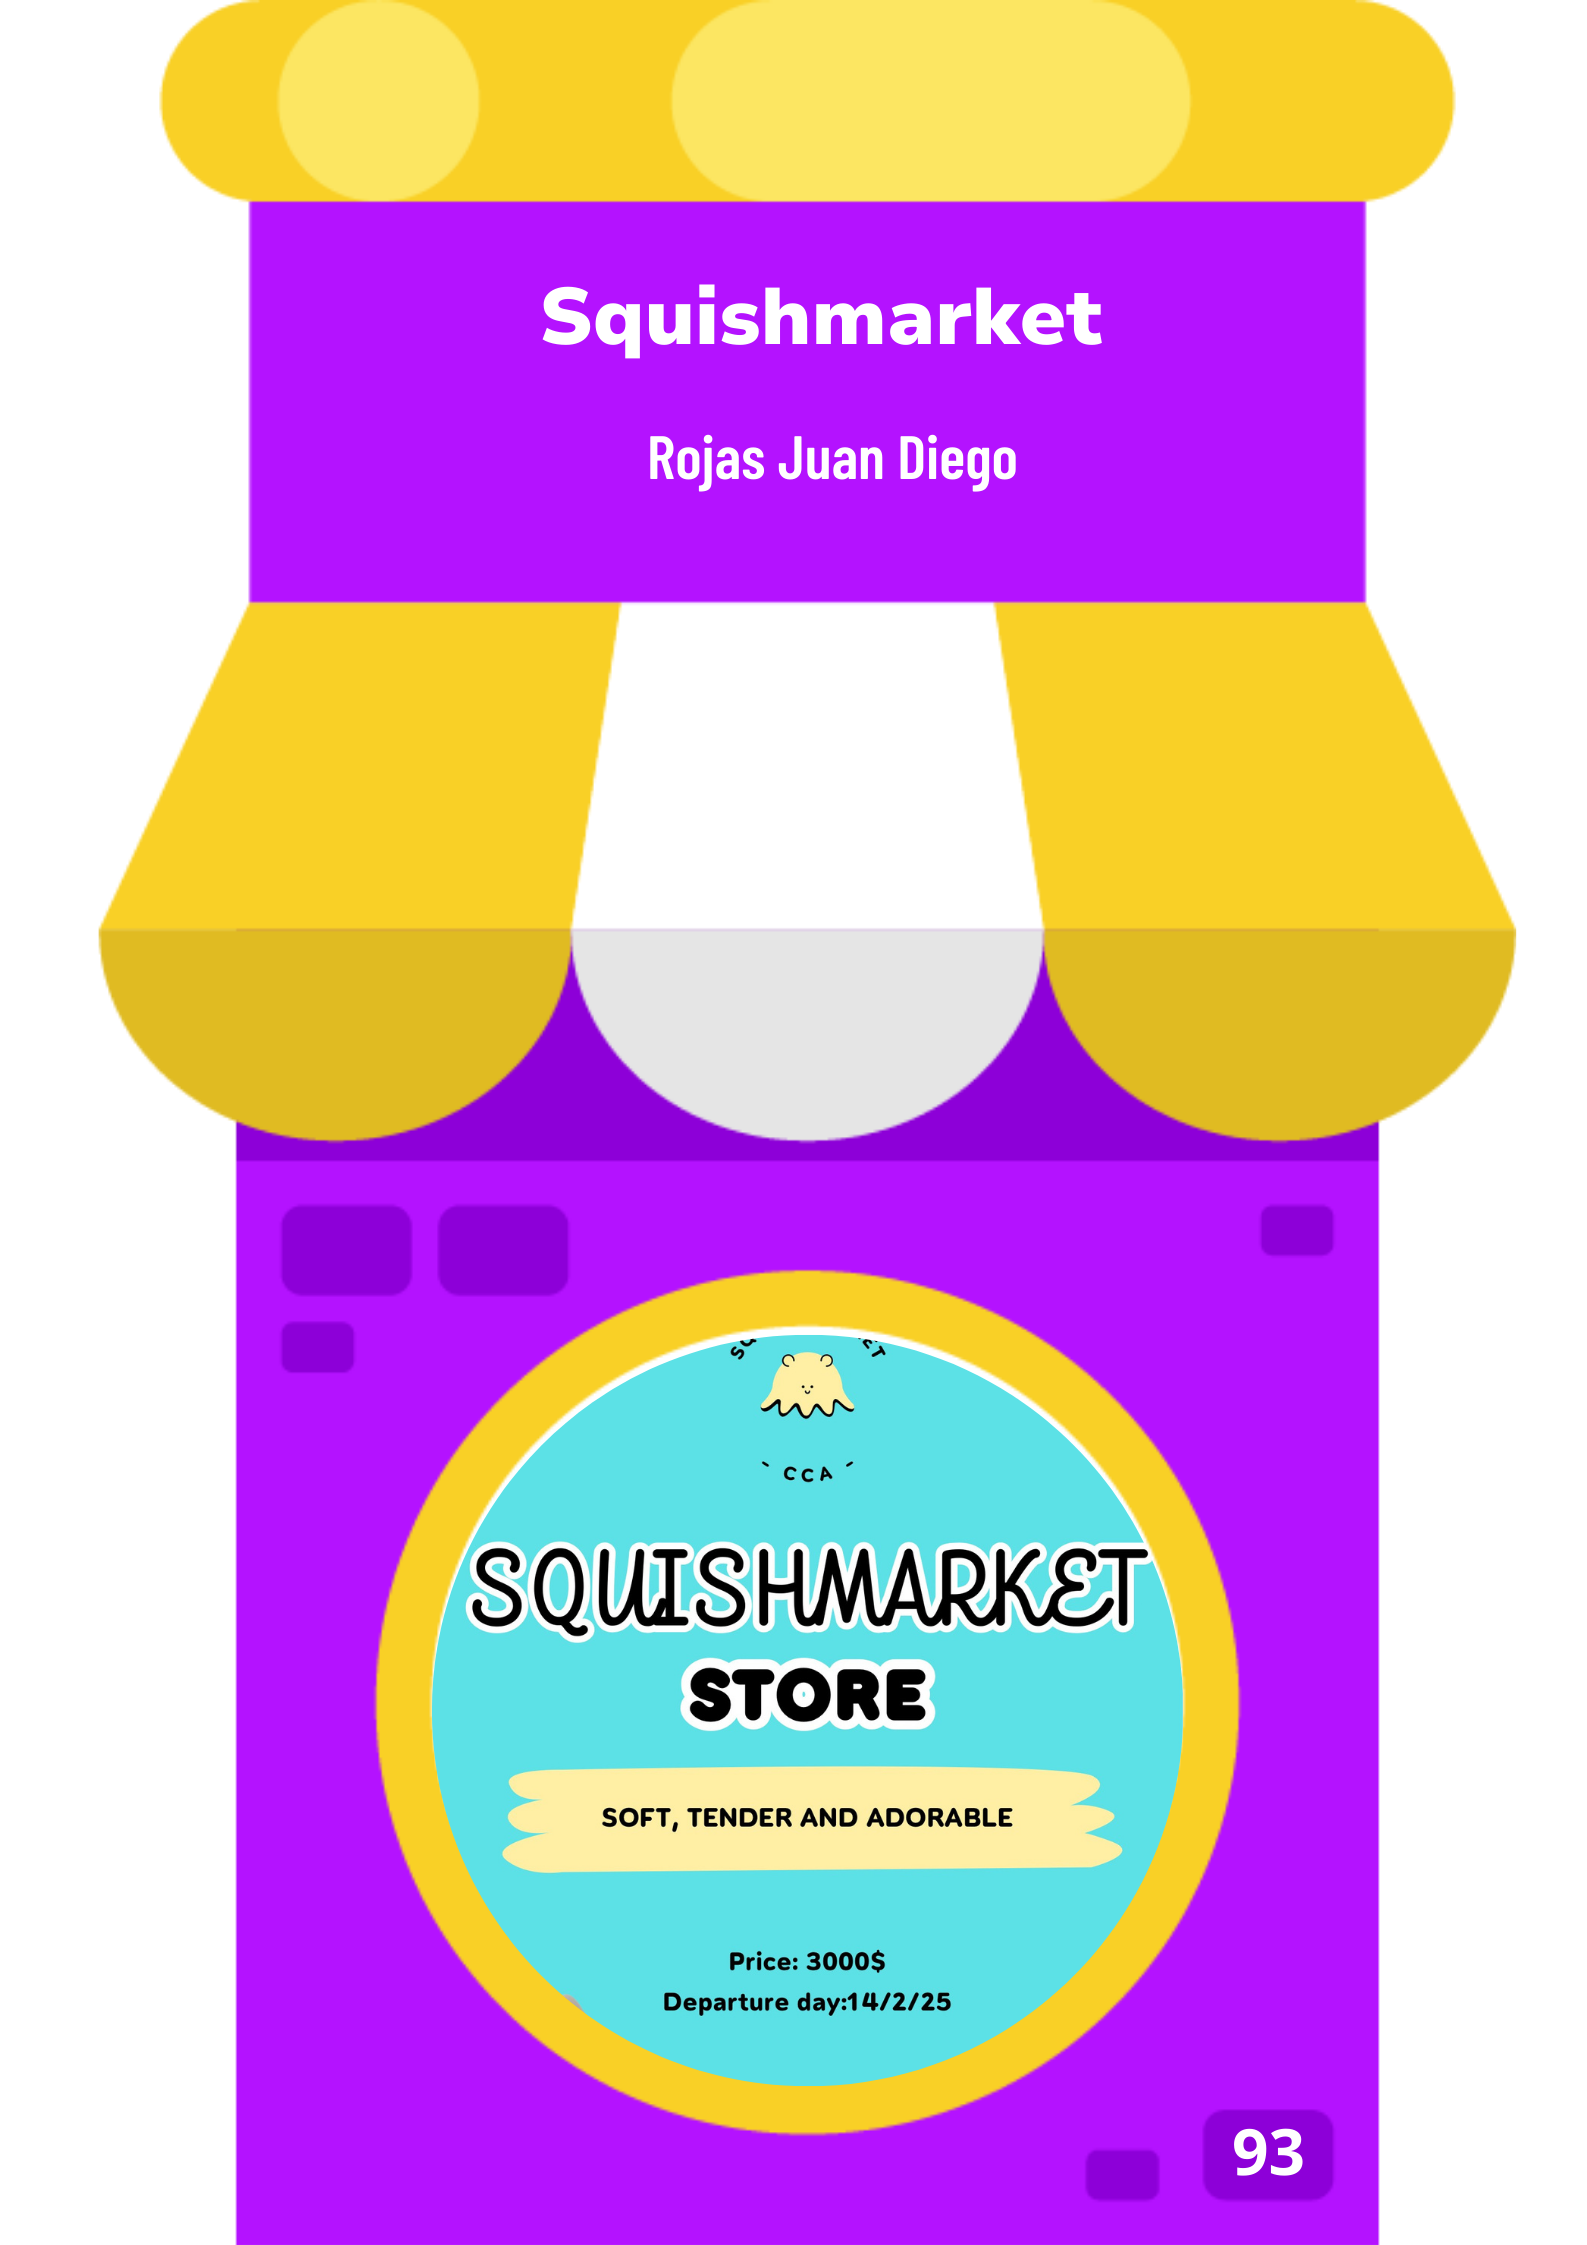 Squishmarket
Rojas Juan Diego
CCA
SQUISHMARKET
STORE
SOFT, TENDER AND ADORABLE
Price: 3000$
Departure day:14/2/25
93